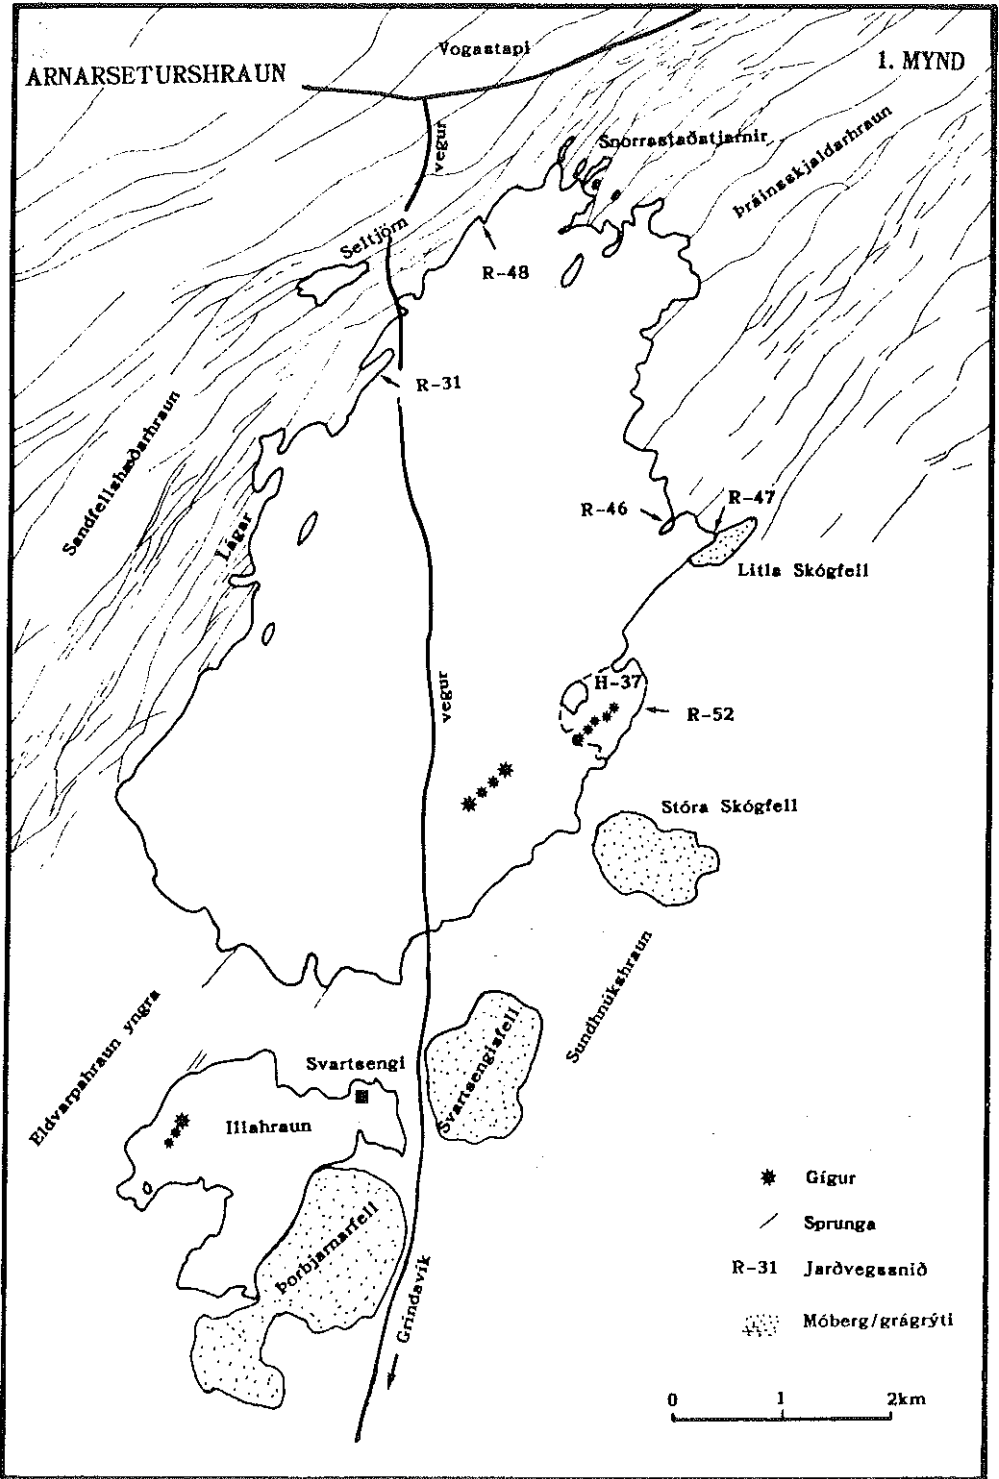 ARNARSETURSHRAUN
Vogastapi
1. MYND
vegur
Snorrastaðatjarnir
Þráinsskjaldarhraun
Seltjörn
R-48
R-31
Sandfellshæðarhraun
Lágar
R-46
R-47
Litla Skógfell
H-37
R-52
vegur
Stóra Skógfell
Sundhnúkshraun
Eldvarpahraun yngra
Svartsengi
Svartsengisfell
Illahraun
Þorbjarnarfell
Grindavík
Gígur
Sprunga
R-31 Jarðvegssnið
Móberg/grágrýti
0 1 2km